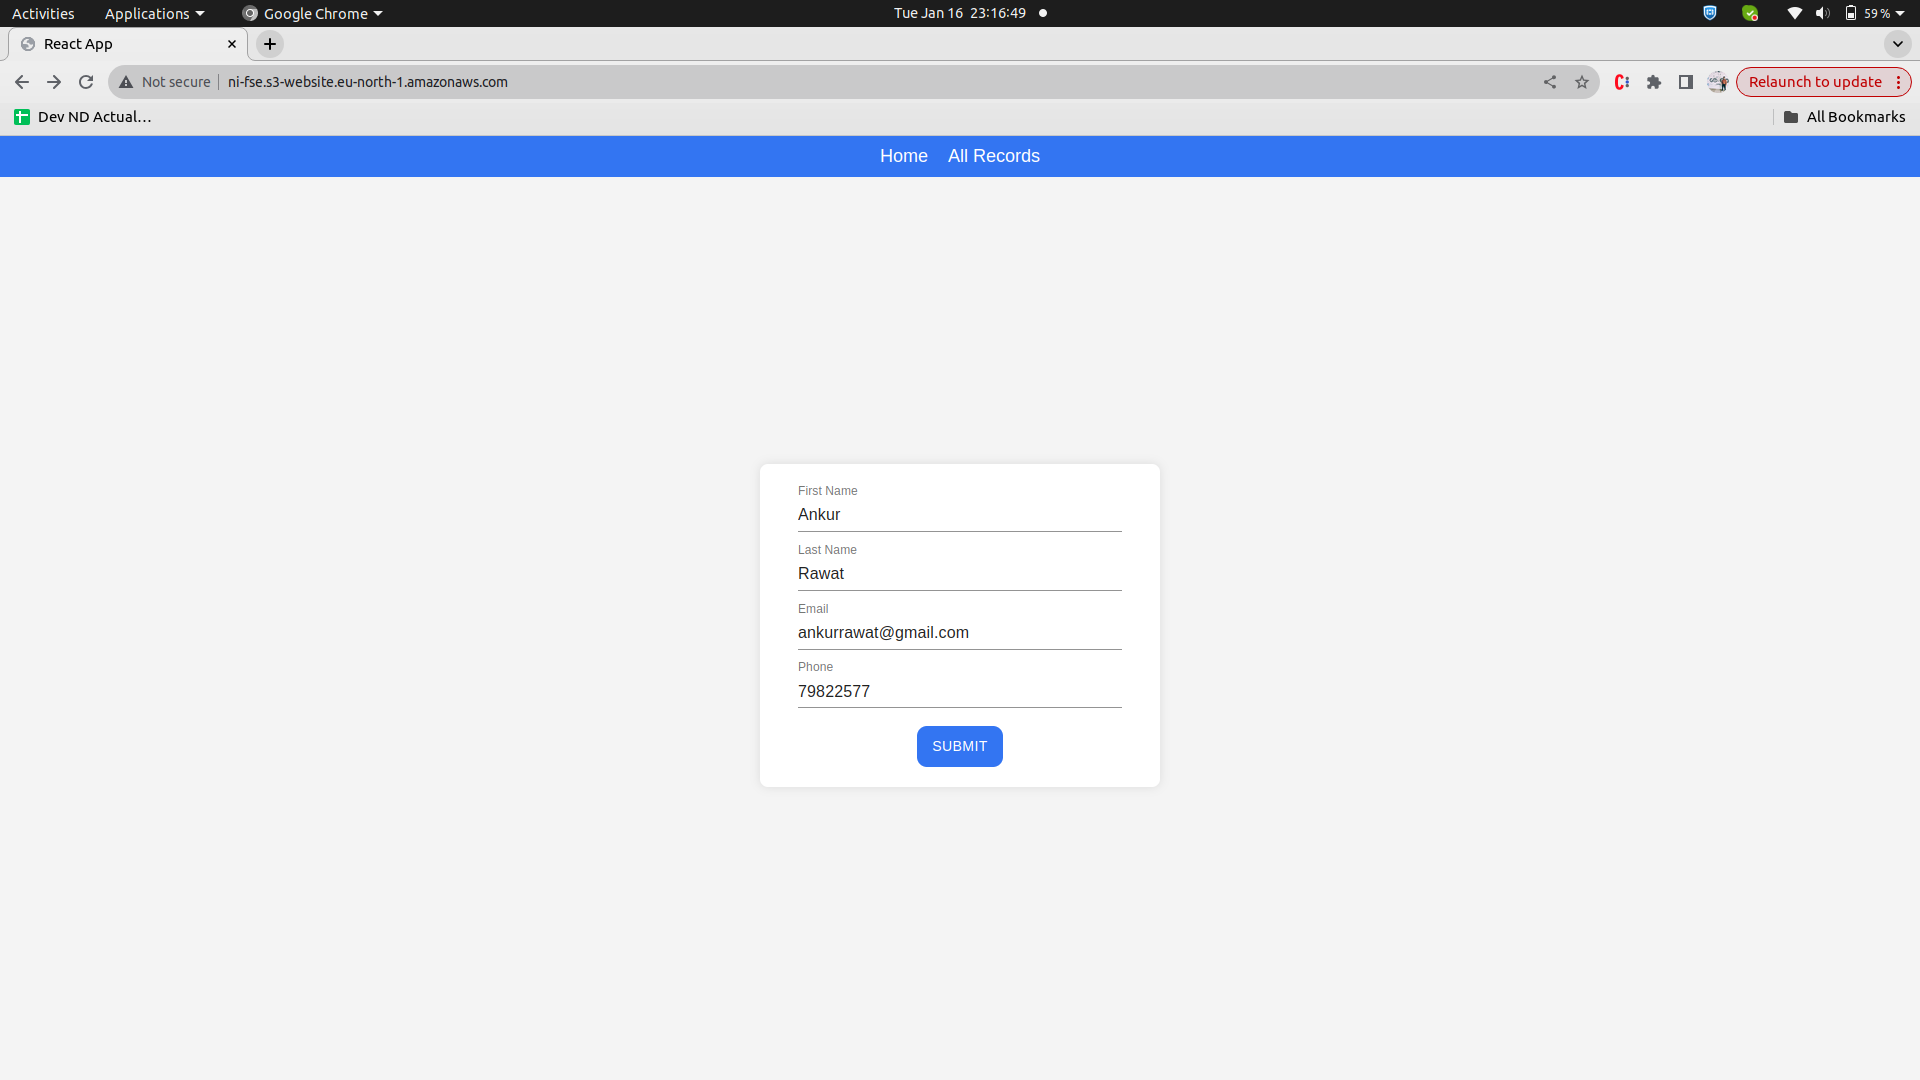 Activities Applications Google Chrome Tue Jan 16 23:16:49 59 %
React App
Not secure ni-fse.s3-website.eu-north-1.amazonaws.com Relaunch to update
Dev ND Actual... All Bookmarks
Home All Records
First Name
Ankur
Last Name
Rawat
Email
ankurrawat@gmail.com
Phone
79822577
SUBMIT